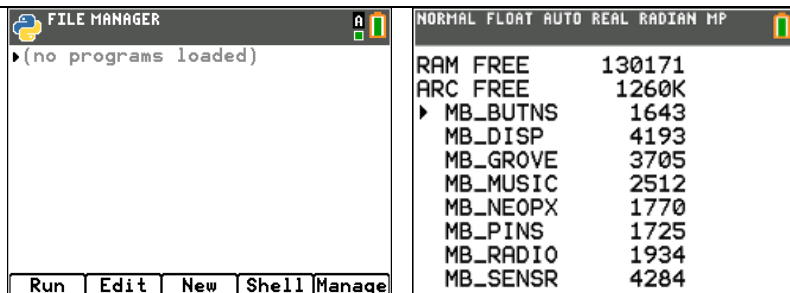 FILE MANAGER
A
(no programs loaded)
Run Edit New Shell Manage
NORMAL FLOAT AUTO REAL RADIAN MP
RAM FREE 130171
ARC FREE 1260K
MB_BUTNS 1643
MB_DISP 4193
MB_GROVE 3705
MB_MUSIC 2512
MB_NEOPX 1770
MB_PINS 1725
MB_RADIO 1934
MB_SENSR 4284